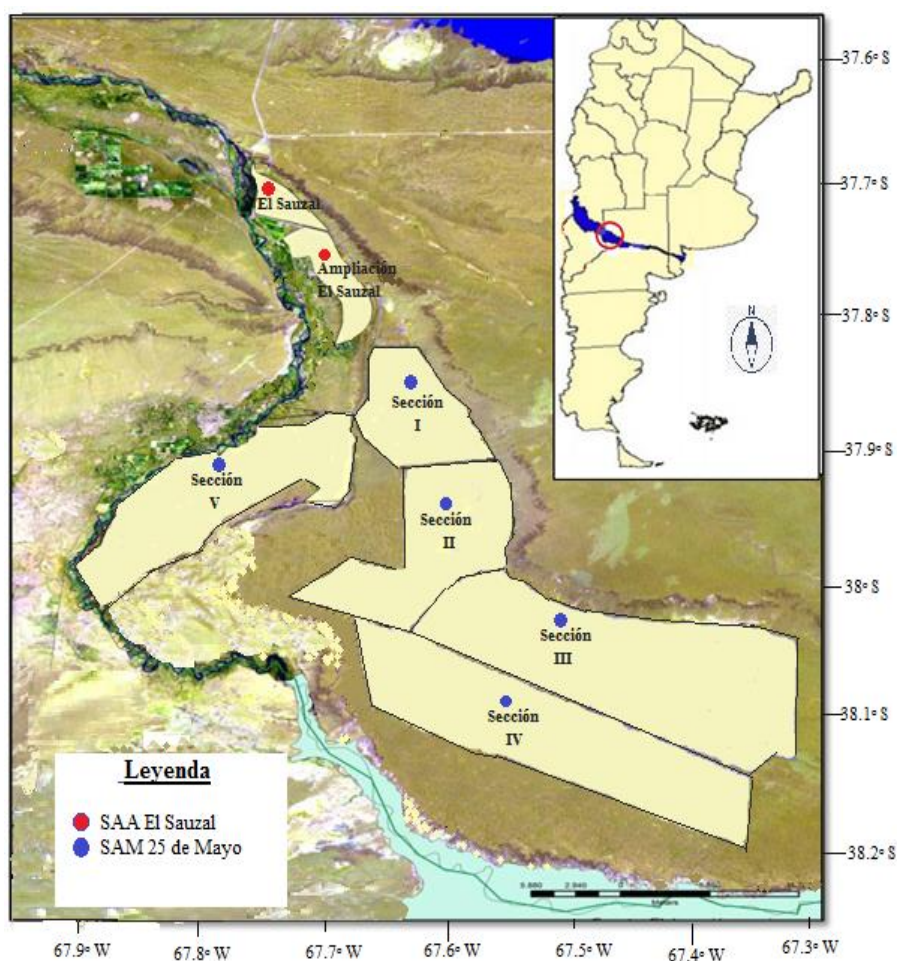 37.6° S
37.7° S
37.8° S
37.9° S
38° S
38.1° S
38.2° S
N
El Sauzal
Ampliación
El Sauzal
Sección
I
Sección
V
Sección
II
Sección
III
Sección
IV
Leyenda
SAA El Sauzal
SAM 25 de Mayo
0
Meters
67.9° W
67.8° W
67.7° W
67.6° W
67.5° W
67.4° W
67.3° W